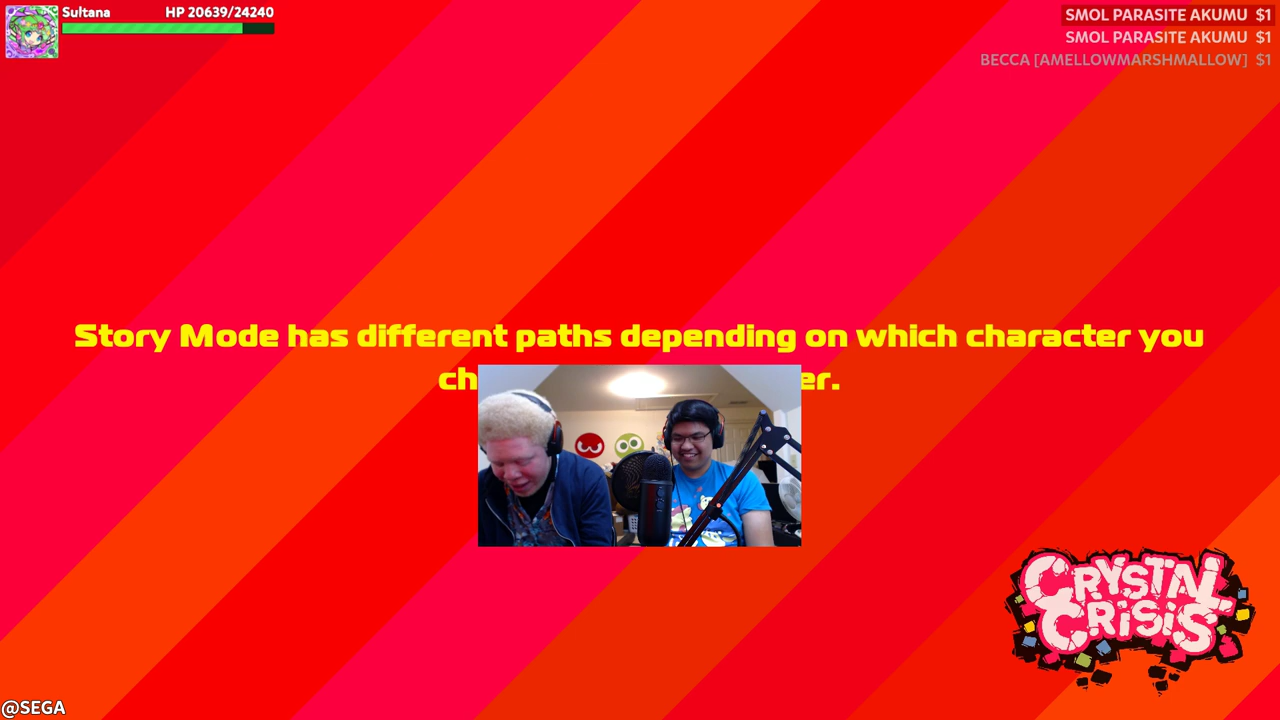 Sultana HP 20639/24240
SMOL PARASITE AKUMU $1
SMOL PARASITE AKUMU $1
BECCA [AMELLOWMARSHMALLOW] $1
Story Mode has different paths depending on which character you
ch er.
CRYSTAL
CRISIS
@SEGA